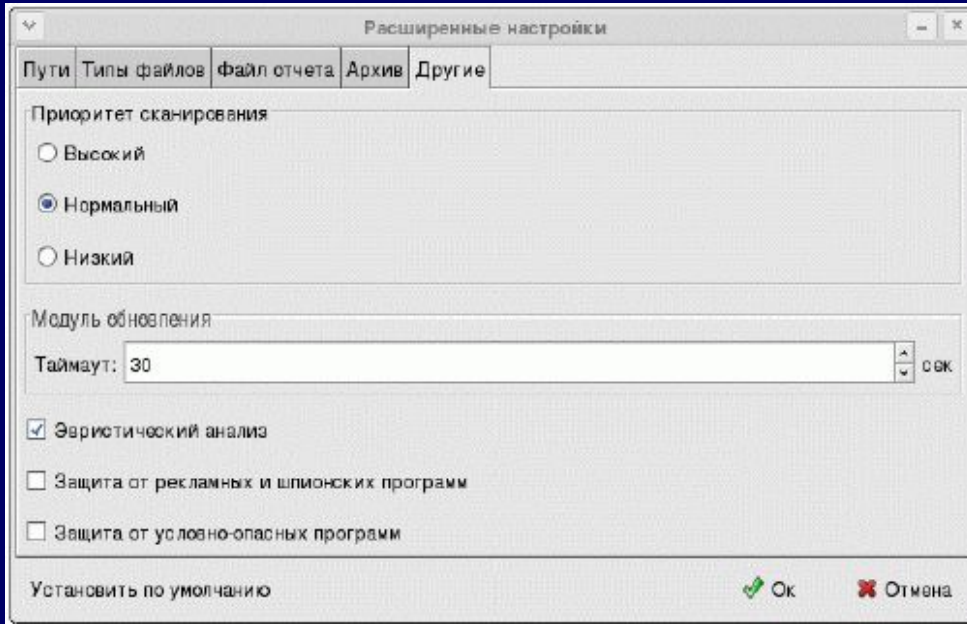 Расширенные настройки
Пути Типы файлов Файл отчета Архив Другие
Приоритет сканирования
Высокий
Нормальный
Низкий
Модуль обновления
Таймаут: 30 сек
Эвристический анализ
Защита от рекламных и шпионских программ
Защита от условно-опасных программ
Установить по умолчанию Ок Отмена